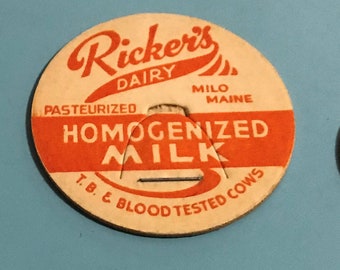 Ricker's
DAIRY
MILO
MAINE
PASTEURIZED
HOMOGENIZED
MILK
T.B. & BLOOD TESTED COWS